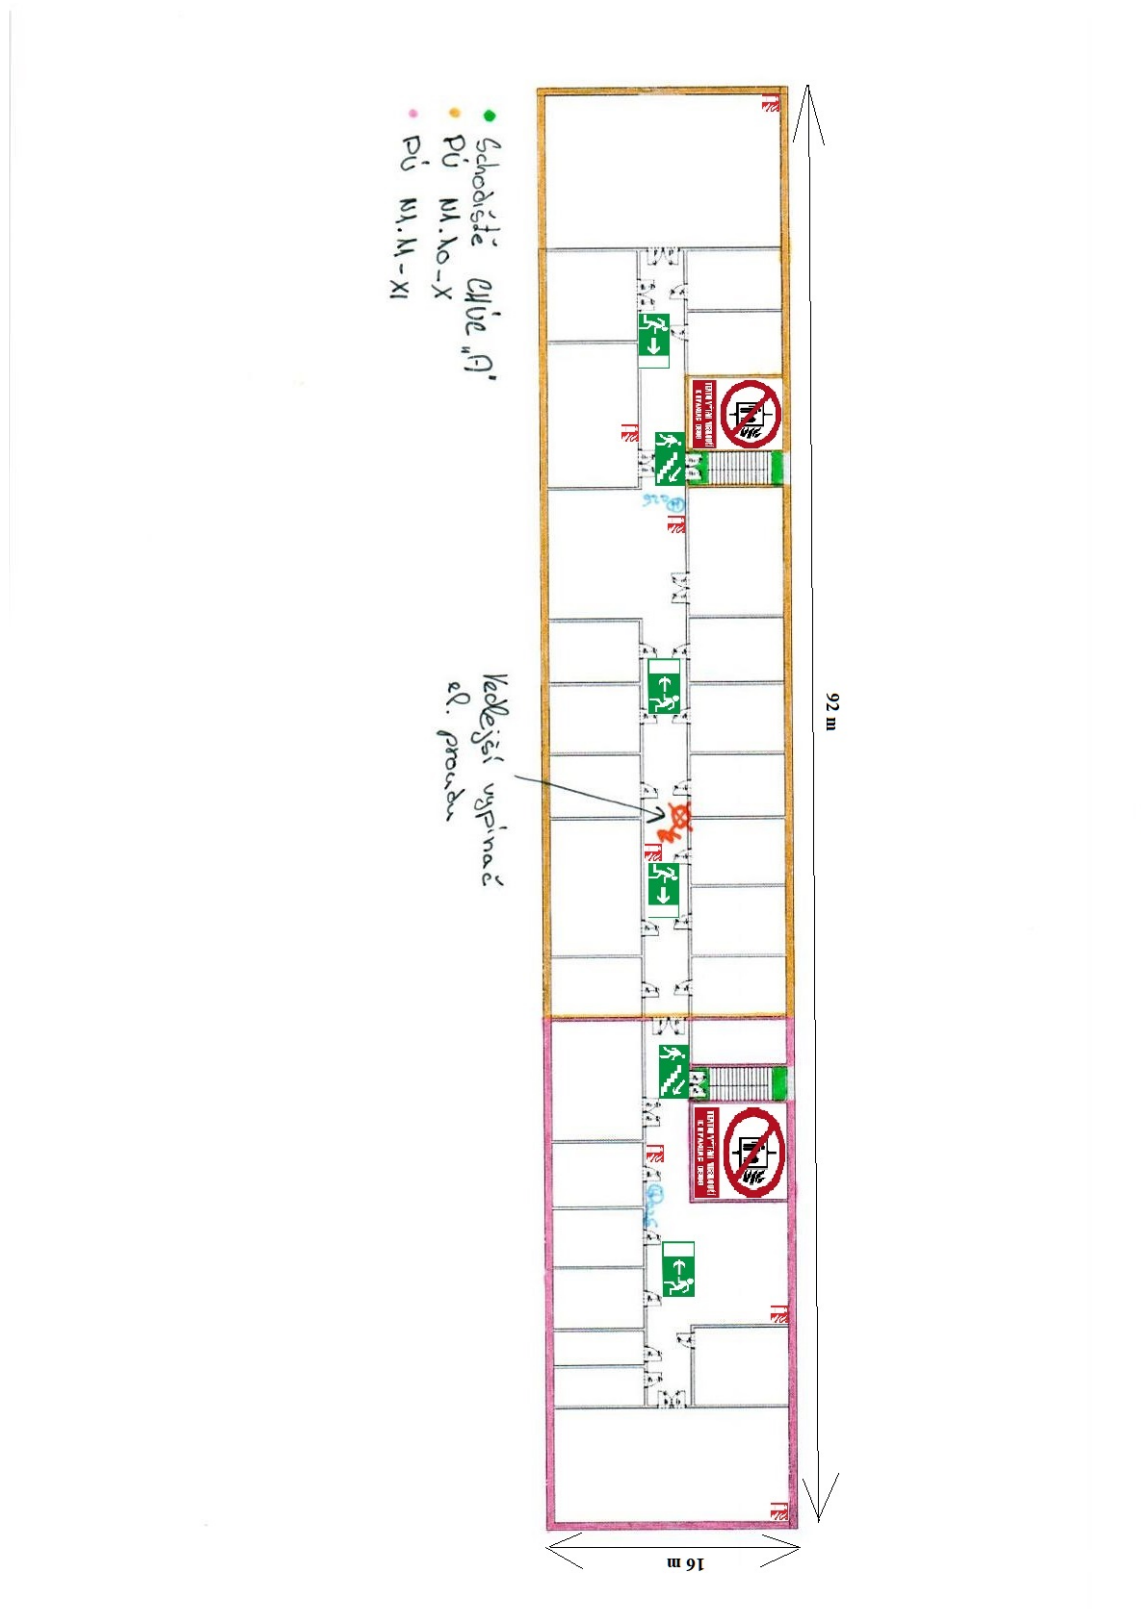 Schodiště CHÚC „A"
PÚ N1.10-X
PÚ N1.11-XI
92 m
Vedlejší vypínač
el. proudu
16 m